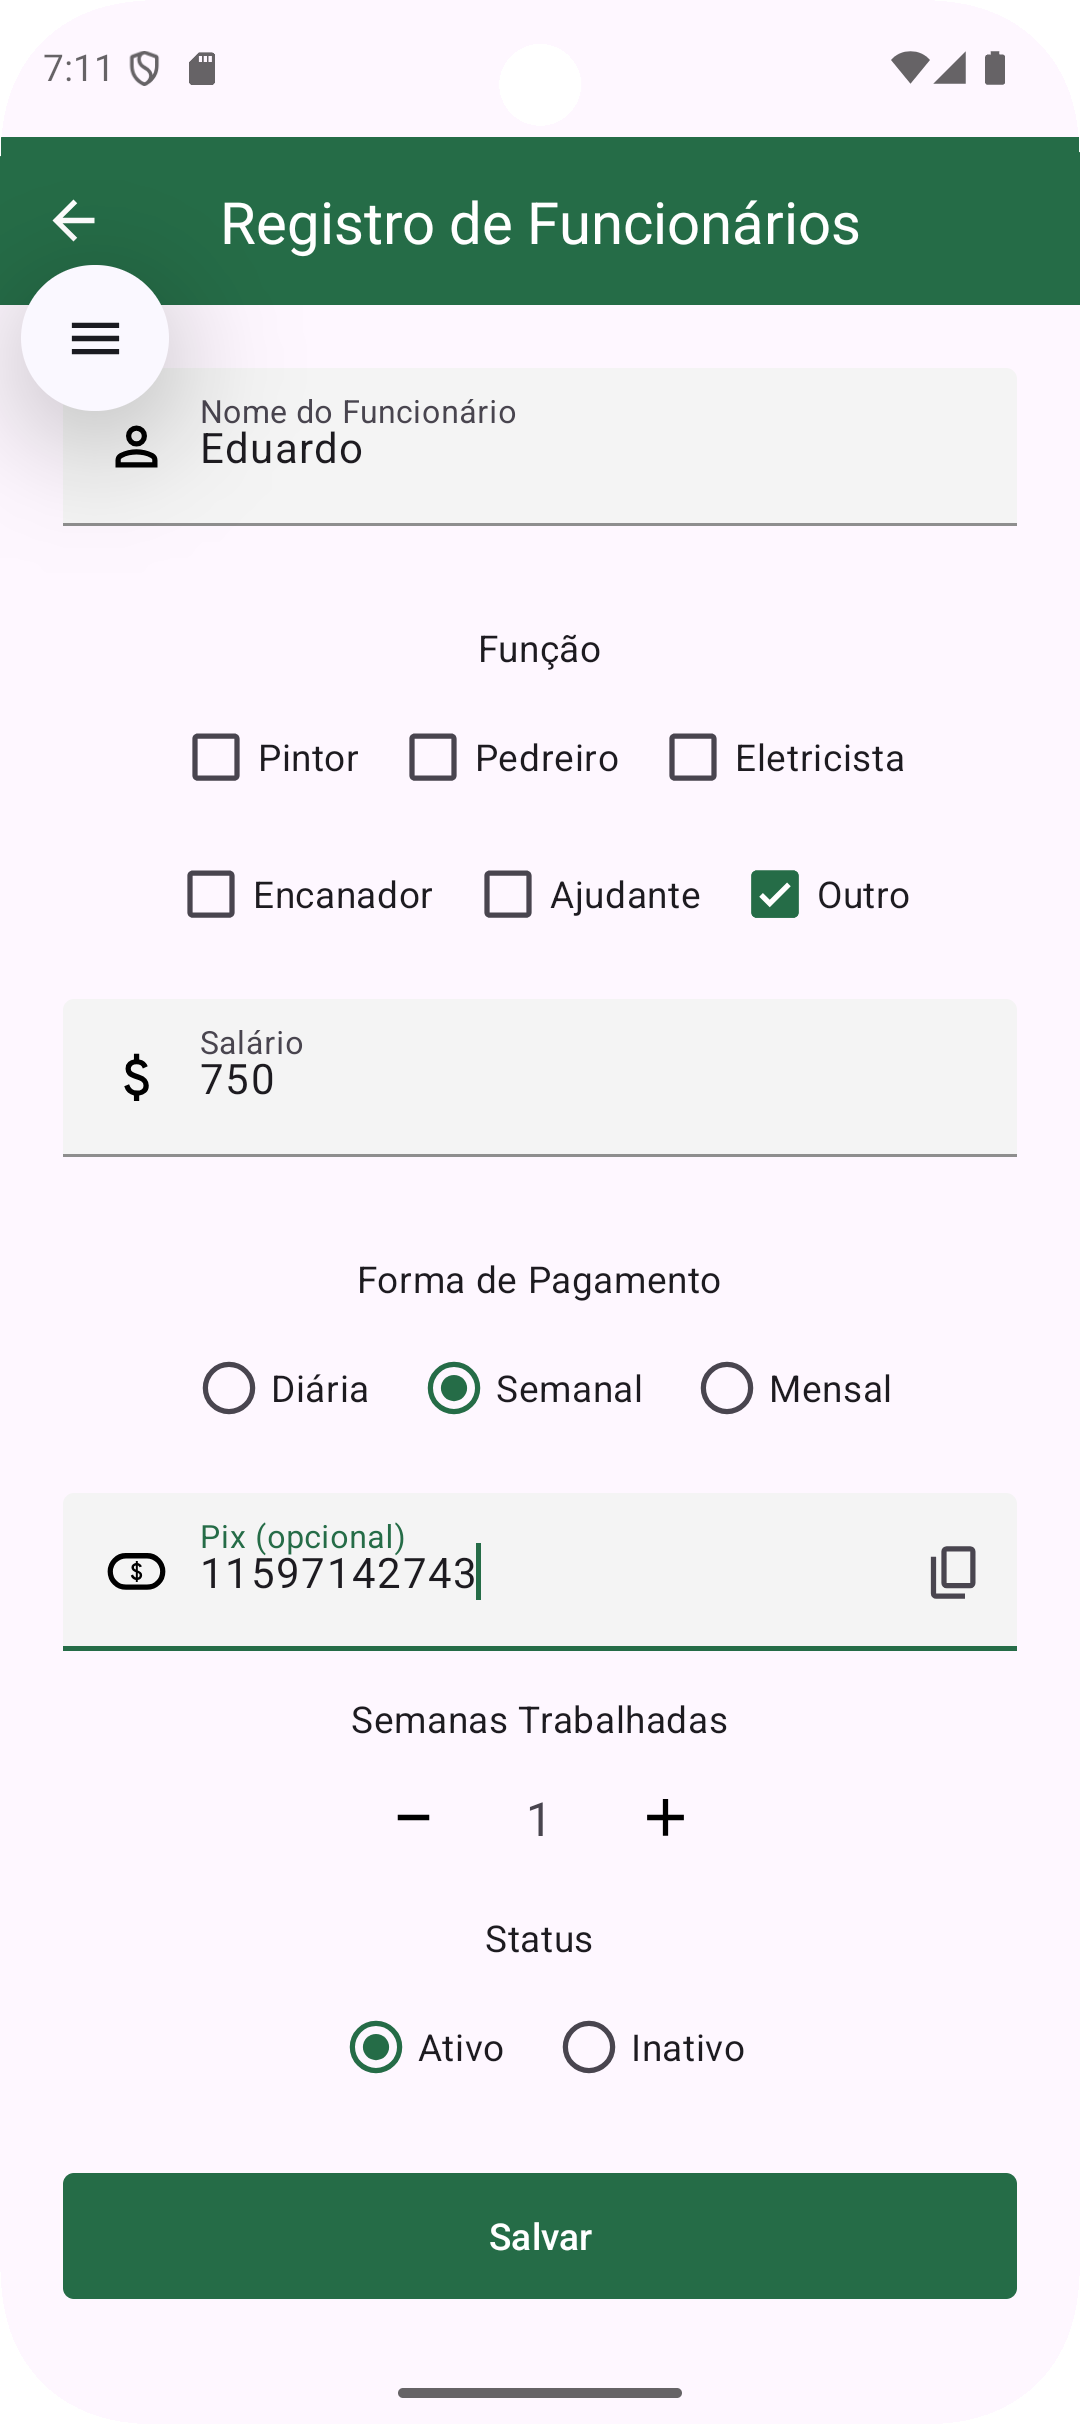 7:11
Registro de Funcionários
Nome do Funcionário
Eduardo
Função
Pintor Pedreiro Eletricista
Encanador Ajudante Outro
Salário
$ 750
Forma de Pagamento
Diária Semanal Mensal
Pix (opcional)
$ 11597142743
Semanas Trabalhadas
− 1 +
Status
Ativo Inativo
Salvar